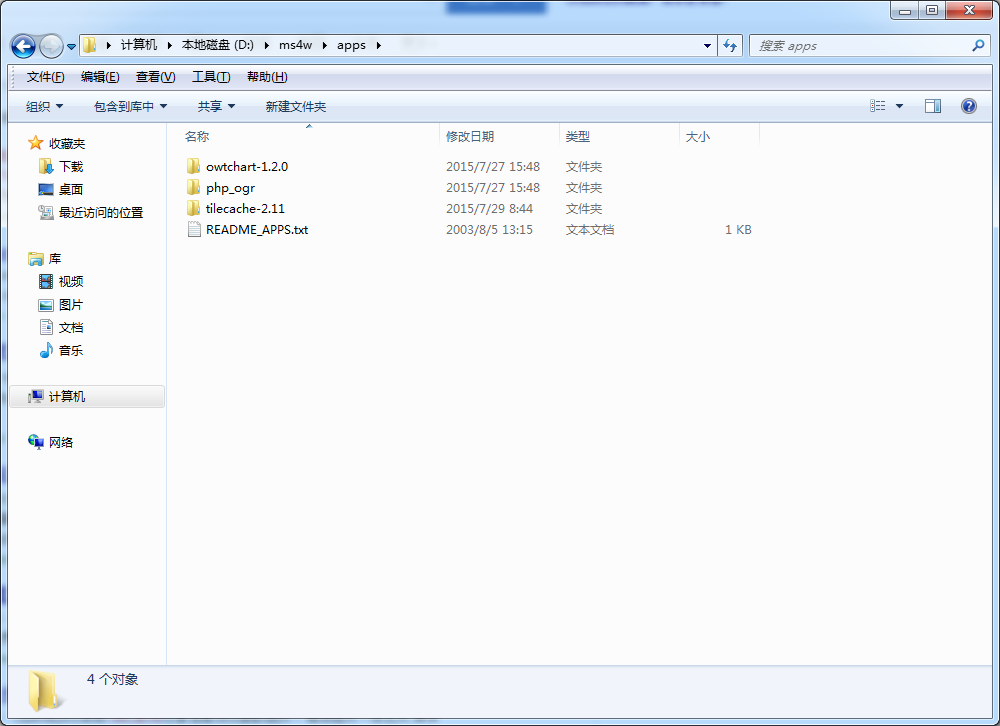 计算机 本地磁盘 (D:) ms4w apps 搜索 apps
文件(F) 编辑(E) 查看(V) 工具(T) 帮助(H)
组织 包含到库中 共享 新建文件夹
收藏夹
下载
桌面
最近访问的位置
库
视频
图片
文档
音乐
计算机
网络
名称 修改日期 类型 大小
owtchart-1.2.0 2015/7/27 15:48 文件夹
php_ogr 2015/7/27 15:48 文件夹
tilecache-2.11 2015/7/29 8:44 文件夹
README_APPS.txt 2003/8/5 13:15 文本文档 1 KB
4 个对象